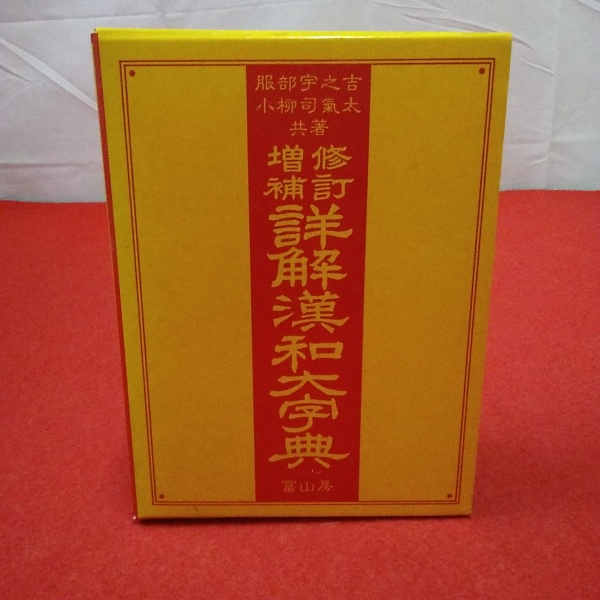 服部宇之吉
小柳司氣太
共著
修訂
増補
詳解漢和大字典
冨山房